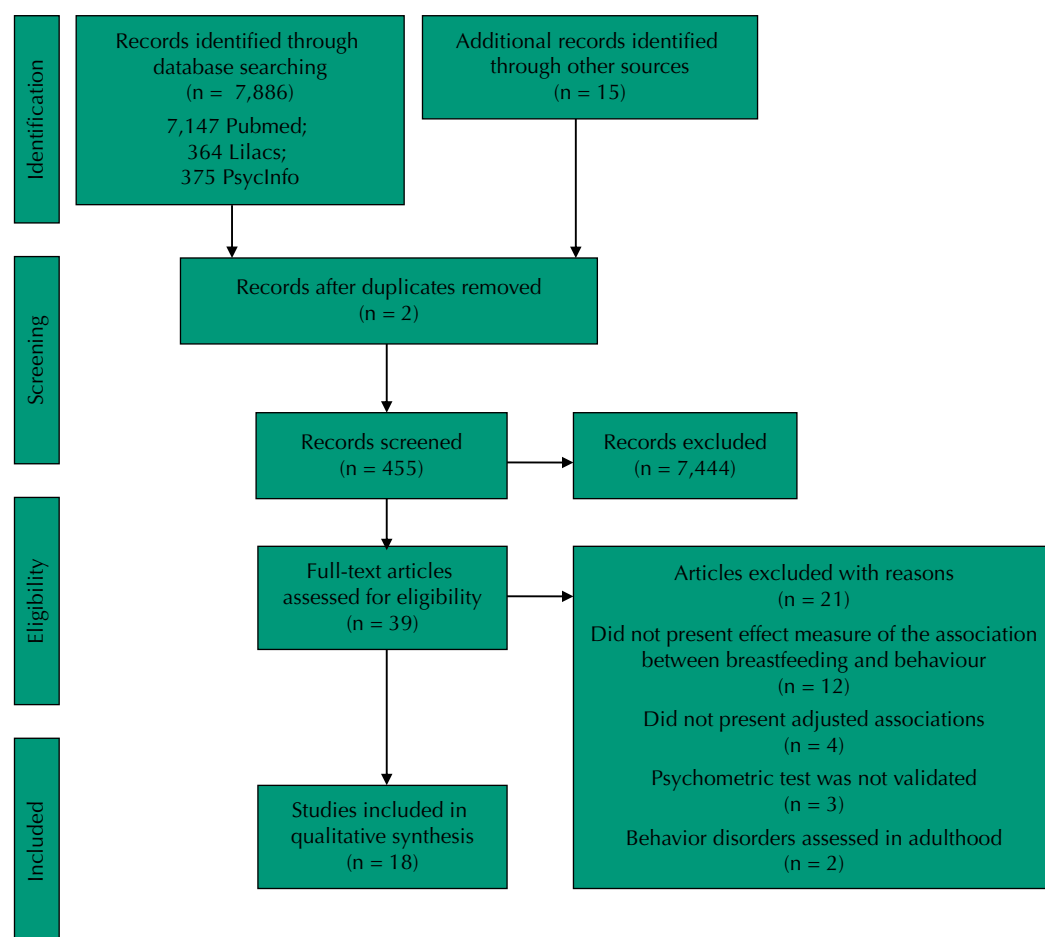 Identification
Records identified through
database searching
(n = 7,886)
7,147 Pubmed;
364 Lilacs;
375 PsycInfo
Additional records identified
through other sources
(n = 15)
Screening
Records after duplicates removed
(n = 2)
Records screened
(n = 455)
Records excluded
(n = 7,444)
Eligibility
Full-text articles
assessed for eligibility
(n = 39)
Articles excluded with reasons
(n = 21)
Did not present effect measure of the association
between breastfeeding and behaviour
(n = 12)
Did not present adjusted associations
(n = 4)
Psychometric test was not validated
(n = 3)
Behavior disorders assessed in adulthood
(n = 2)
Included
Studies included in
qualitative synthesis
(n = 18)